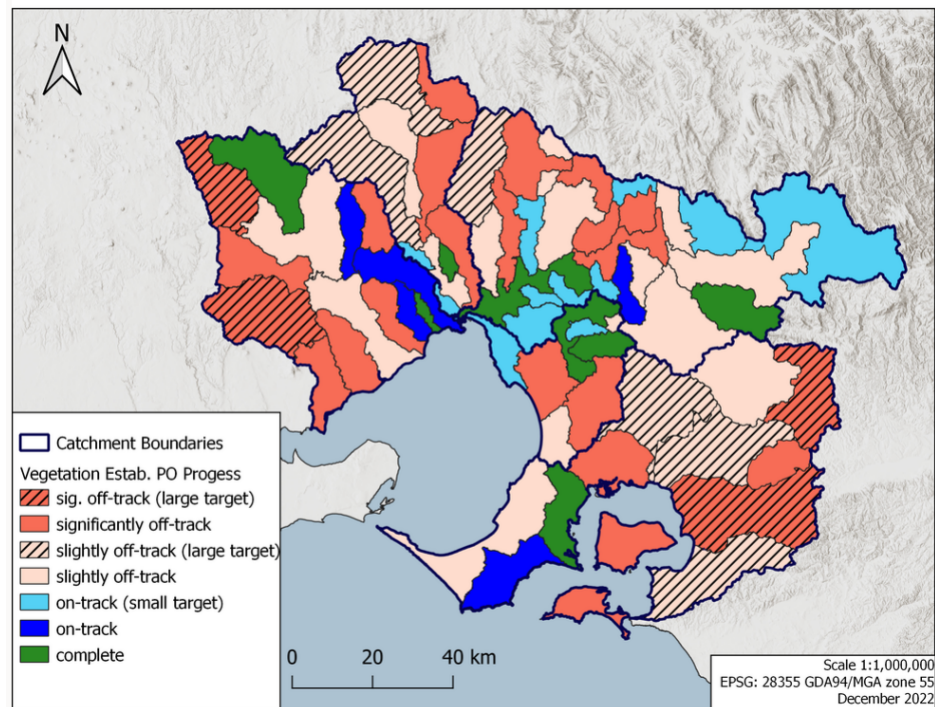 N
Catchment Boundaries
Vegetation Estab. PO Progess
sig. off-track (large target)
significantly off-track
slightly off-track (large target)
slightly off-track
on-track (small target)
on-track
complete
0 20 40 km
Scale 1:1,000,000
EPSG: 28355 GDA94/MGA zone 55
December 2022